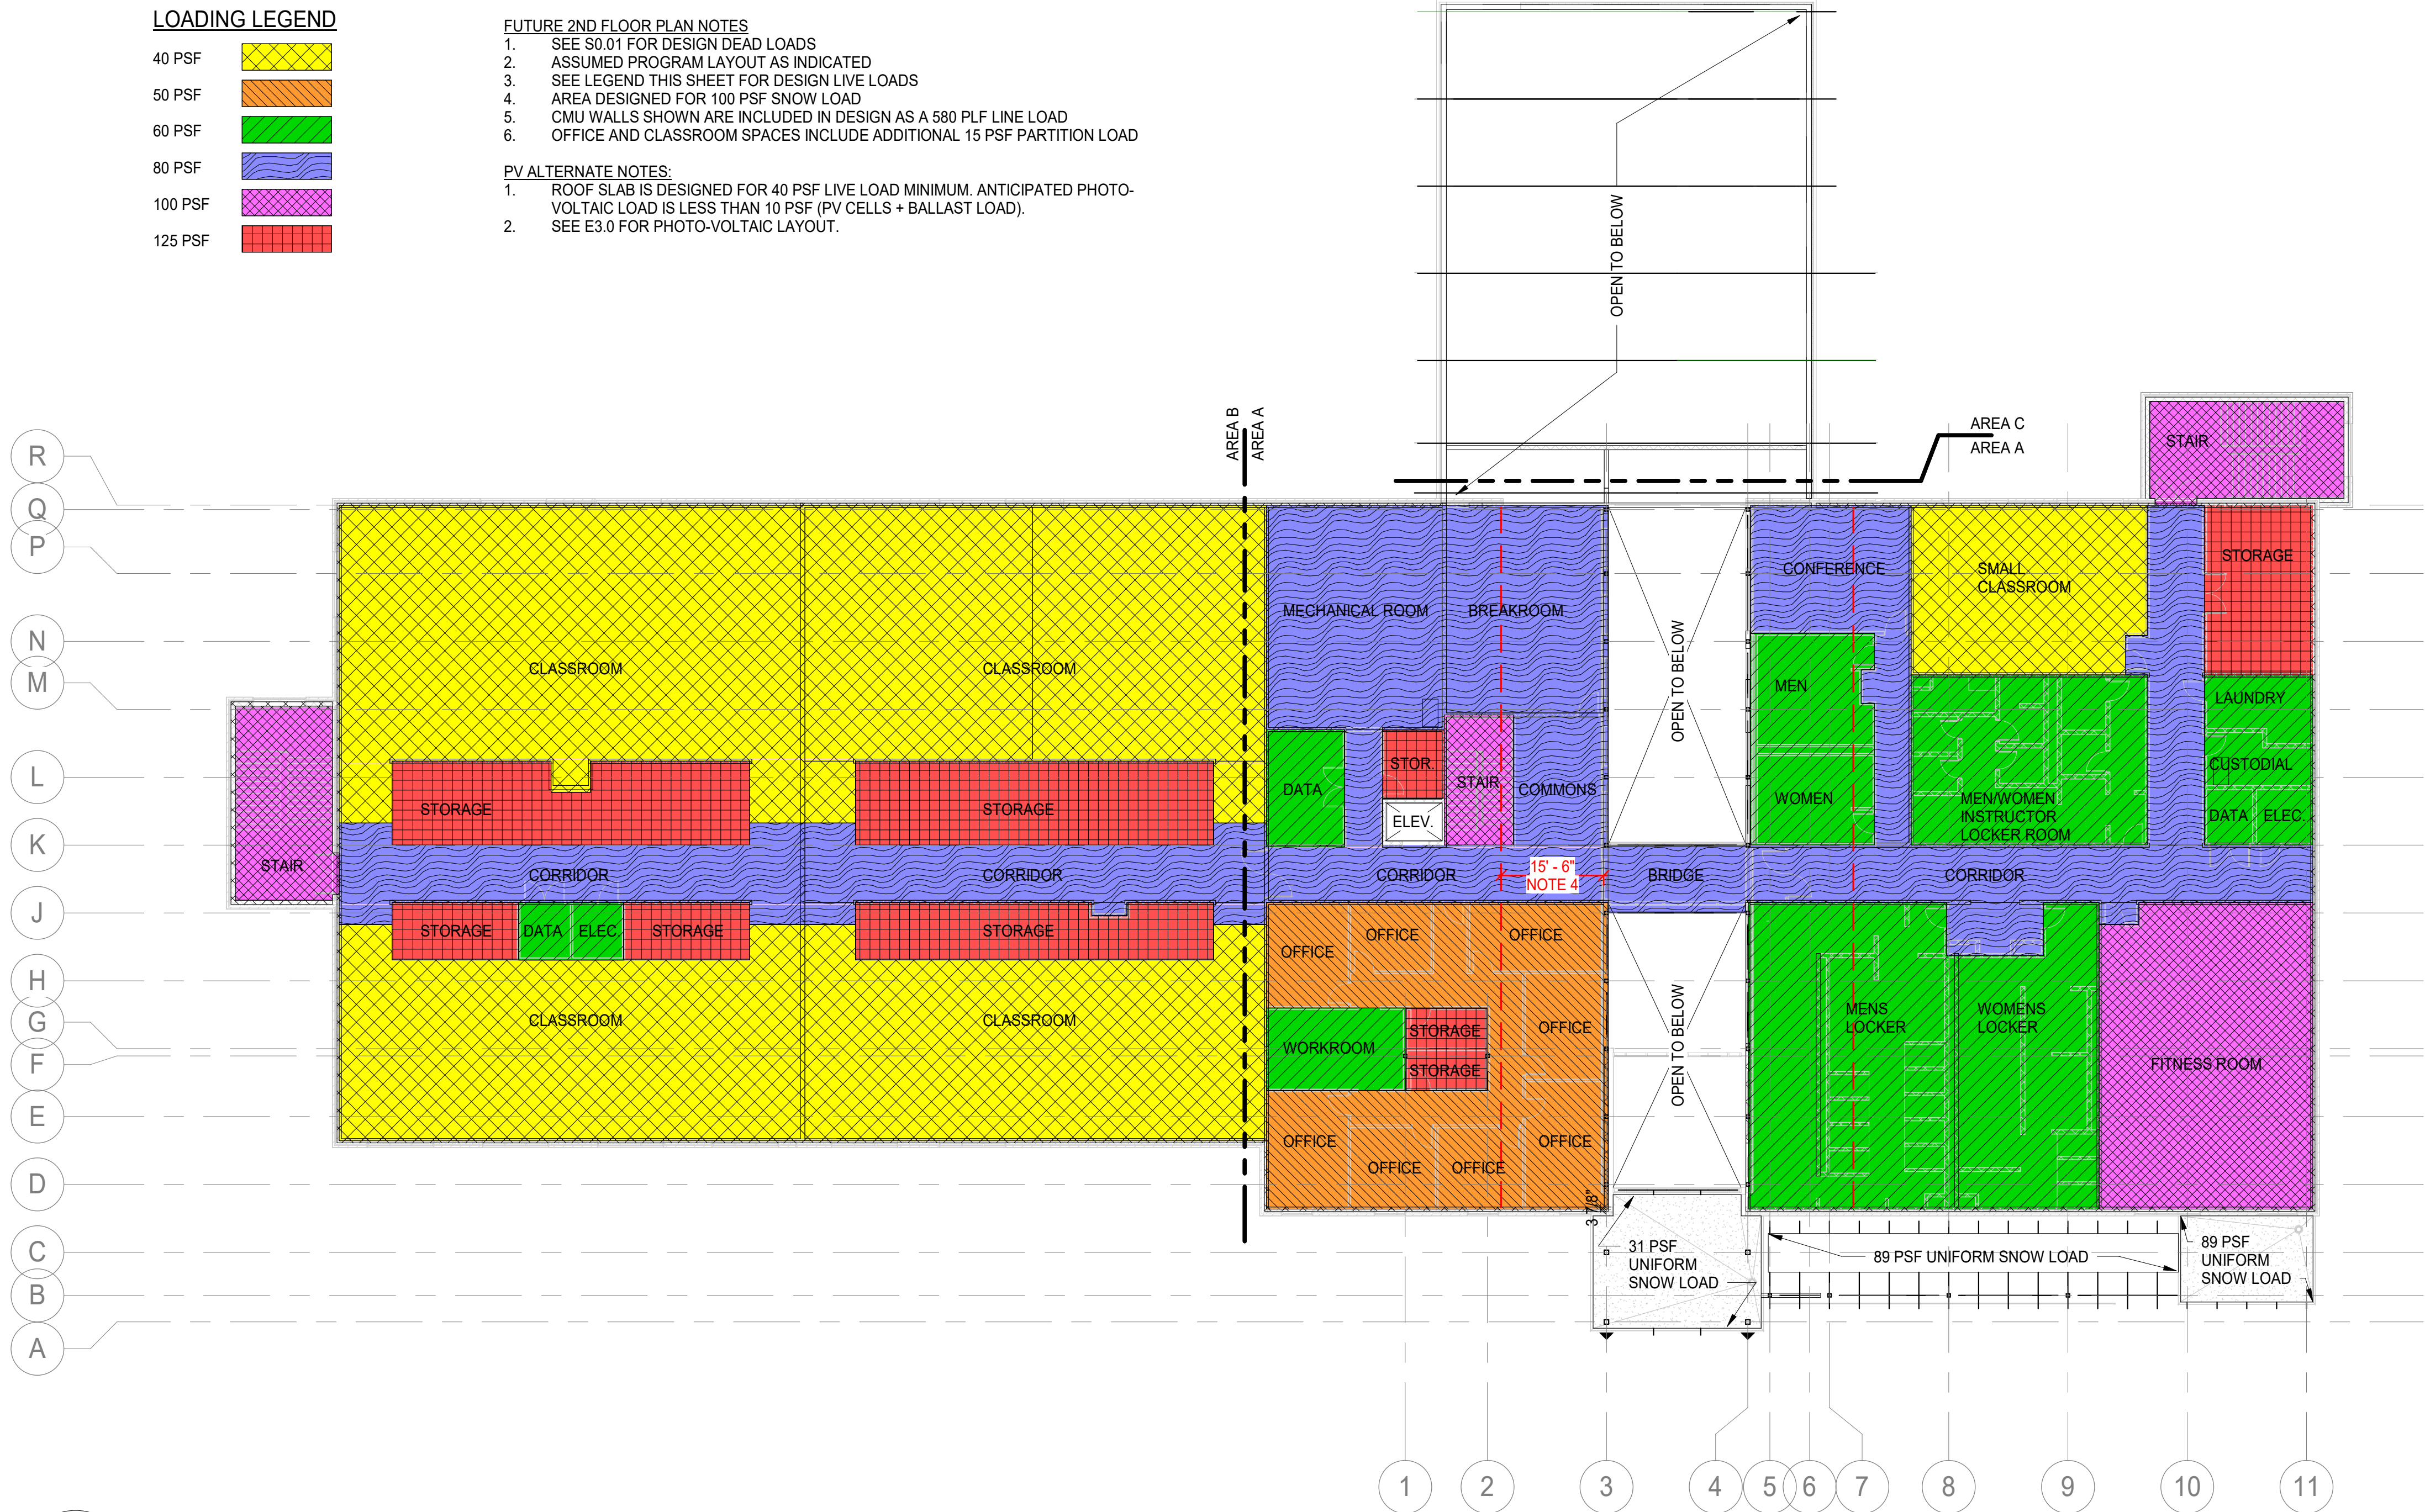 LOADING LEGEND
40 PSF
50 PSF
60 PSF
80 PSF
100 PSF
125 PSF
FUTURE 2ND FLOOR PLAN NOTES
1. SEE S0.01 FOR DESIGN DEAD LOADS
2. ASSUMED PROGRAM LAYOUT AS INDICATED
3. SEE LEGEND THIS SHEET FOR DESIGN LIVE LOADS
4. AREA DESIGNED FOR 100 PSF SNOW LOAD
5. CMU WALLS SHOWN ARE INCLUDED IN DESIGN AS A 580 PLF LINE LOAD
6. OFFICE AND CLASSROOM SPACES INCLUDE ADDITIONAL 15 PSF PARTITION LOAD
PV ALTERNATE NOTES:
1. ROOF SLAB IS DESIGNED FOR 40 PSF LIVE LOAD MINIMUM. ANTICIPATED PHOTO-
VOLTAIC LOAD IS LESS THAN 10 PSF (PV CELLS + BALLAST LOAD).
2. SEE E3.0 FOR PHOTO-VOLTAIC LAYOUT.
OPEN TO BELOW
AREA B
AREA A
AREA C
AREA A
R
Q
P
N
M
L
K
J
H
G
F
E
D
C
B
A
STAIR
CLASSROOM
CLASSROOM
STORAGE
STORAGE
CORRIDOR
CORRIDOR
STORAGE
DATA
ELEC.
STORAGE
STORAGE
CLASSROOM
CLASSROOM
MECHANICAL ROOM
BREAKROOM
DATA
STOR.
ELEV.
STAIR
COMMONS
CORRIDOR
15' - 6"
NOTE 4
BRIDGE
OPEN TO BELOW
OPEN TO BELOW
OFFICE
OFFICE
OFFICE
WORKROOM
STORAGE
STORAGE
OFFICE
OFFICE
OFFICE
OFFICE
OFFICE
3 7/8"
CONFERENCE
SMALL
CLASSROOM
STAIR
STORAGE
MEN
WOMEN
MEN/WOMEN
INSTRUCTOR
LOCKER ROOM
LAUNDRY
CUSTODIAL
DATA
ELEC.
CORRIDOR
MENS
LOCKER
WOMENS
LOCKER
FITNESS ROOM
31 PSF
UNIFORM
SNOW LOAD
89 PSF UNIFORM SNOW LOAD
89 PSF
UNIFORM
SNOW LOAD
1
2
3
4
5
6
7
8
9
10
11